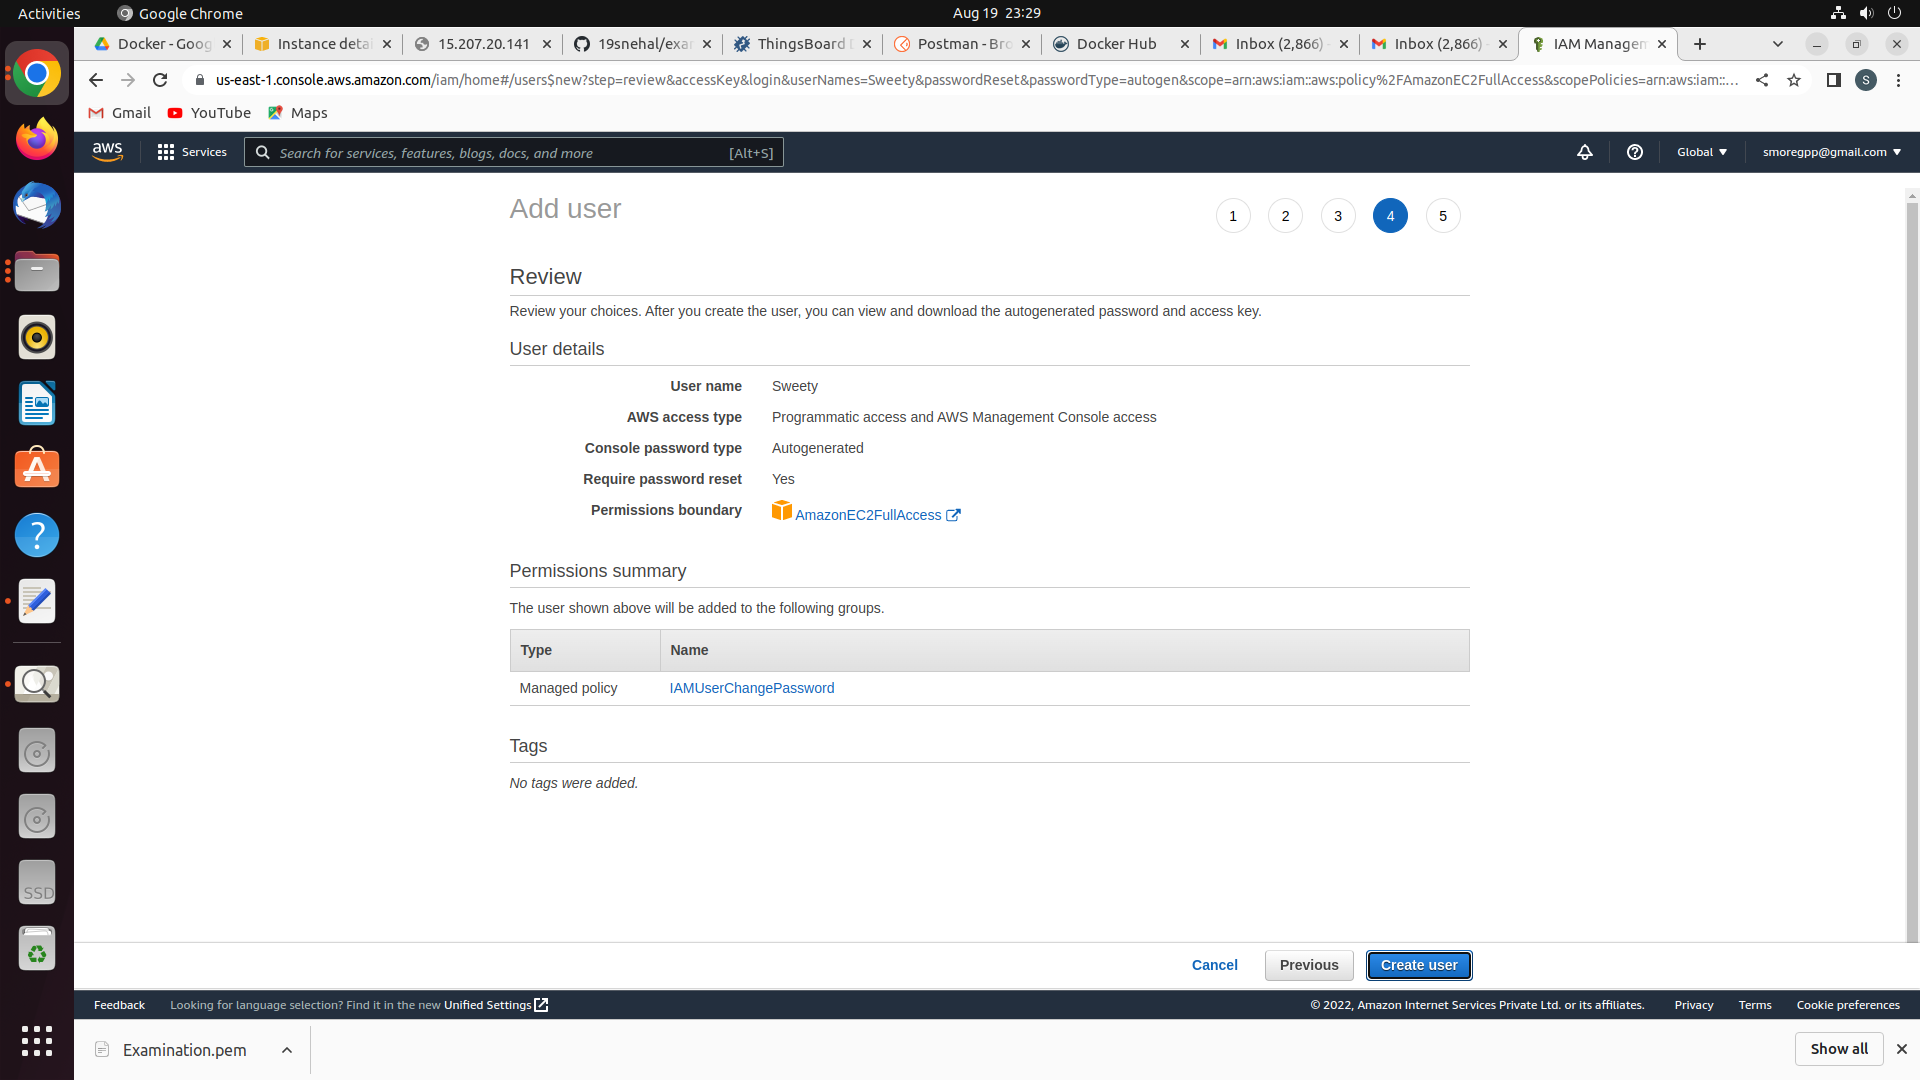 Activities
Google Chrome
Aug 19 23:29
Docker - Goog
Instance detai
15.207.20.141
19snehal/exam
ThingsBoard D
Postman - Bro
Docker Hub
Inbox (2,866) -
Inbox (2,866) -
IAM Managem
us-east-1.console.aws.amazon.com/iam/home#/users$new?step=review&accessKey&login&userNames=Sweety&passwordReset&passwordType=autogen&scope=arn:aws:iam::aws:policy%2FAmazonEC2FullAccess&scopePolicies=arn:aws:iam::...
S
Gmail
YouTube
Maps
aws
Services
Search for services, features, blogs, docs, and more
[Alt+S]
Global
smoregpp@gmail.com
Add user
1 2 3 4 5
Review
Review your choices. After you create the user, you can view and download the autogenerated password and access key.
User details
User name Sweety
AWS access type Programmatic access and AWS Management Console access
Console password type Autogenerated
Require password reset Yes
Permissions boundary AmazonEC2FullAccess
Permissions summary
The user shown above will be added to the following groups.
Type Name
Managed policy IAMUserChangePassword
Tags
No tags were added.
SSD
Cancel
Previous
Create user
Feedback
Looking for language selection? Find it in the new Unified Settings
© 2022, Amazon Internet Services Private Ltd. or its affiliates.
Privacy
Terms
Cookie preferences
Examination.pem
Show all